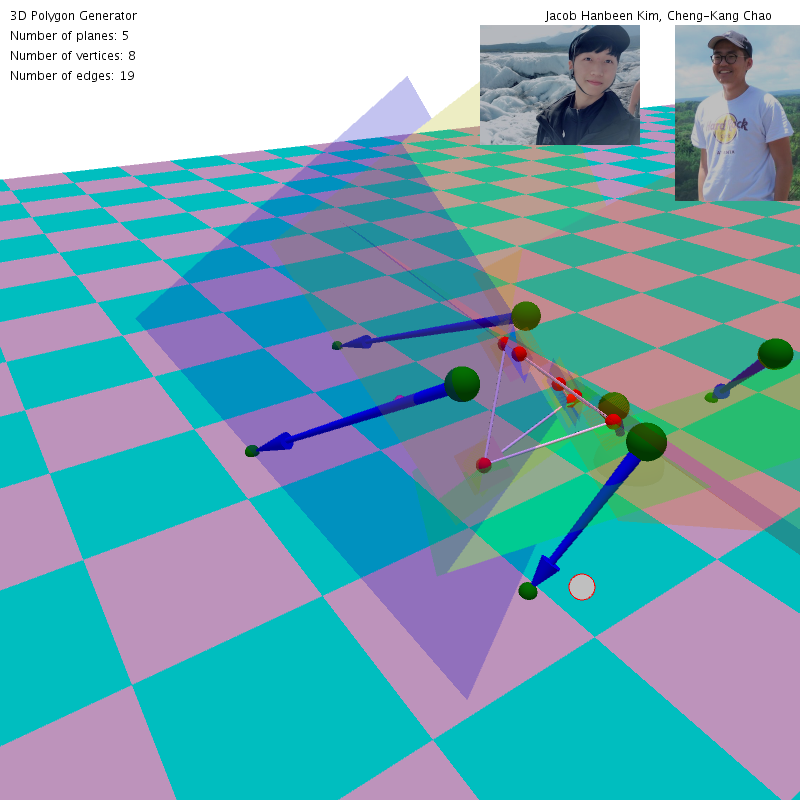 3D Polygon Generator
Jacob Hanbeen Kim, Cheng-Kang Chao
Number of planes: 5
Number of vertices: 8
Number of edges: 19